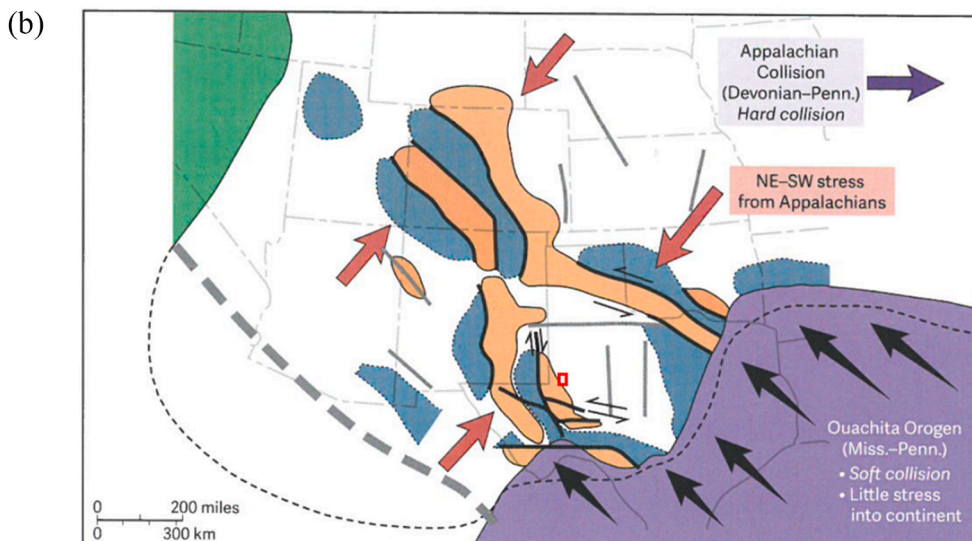 (b)
Appalachian
Collision
(Devonian–Penn.)
Hard collision
NE–SW stress
from Appalachians
Ouachita Orogen
(Miss.–Penn.)
• Soft collision
• Little stress
into continent
0 200 miles
0 300 km